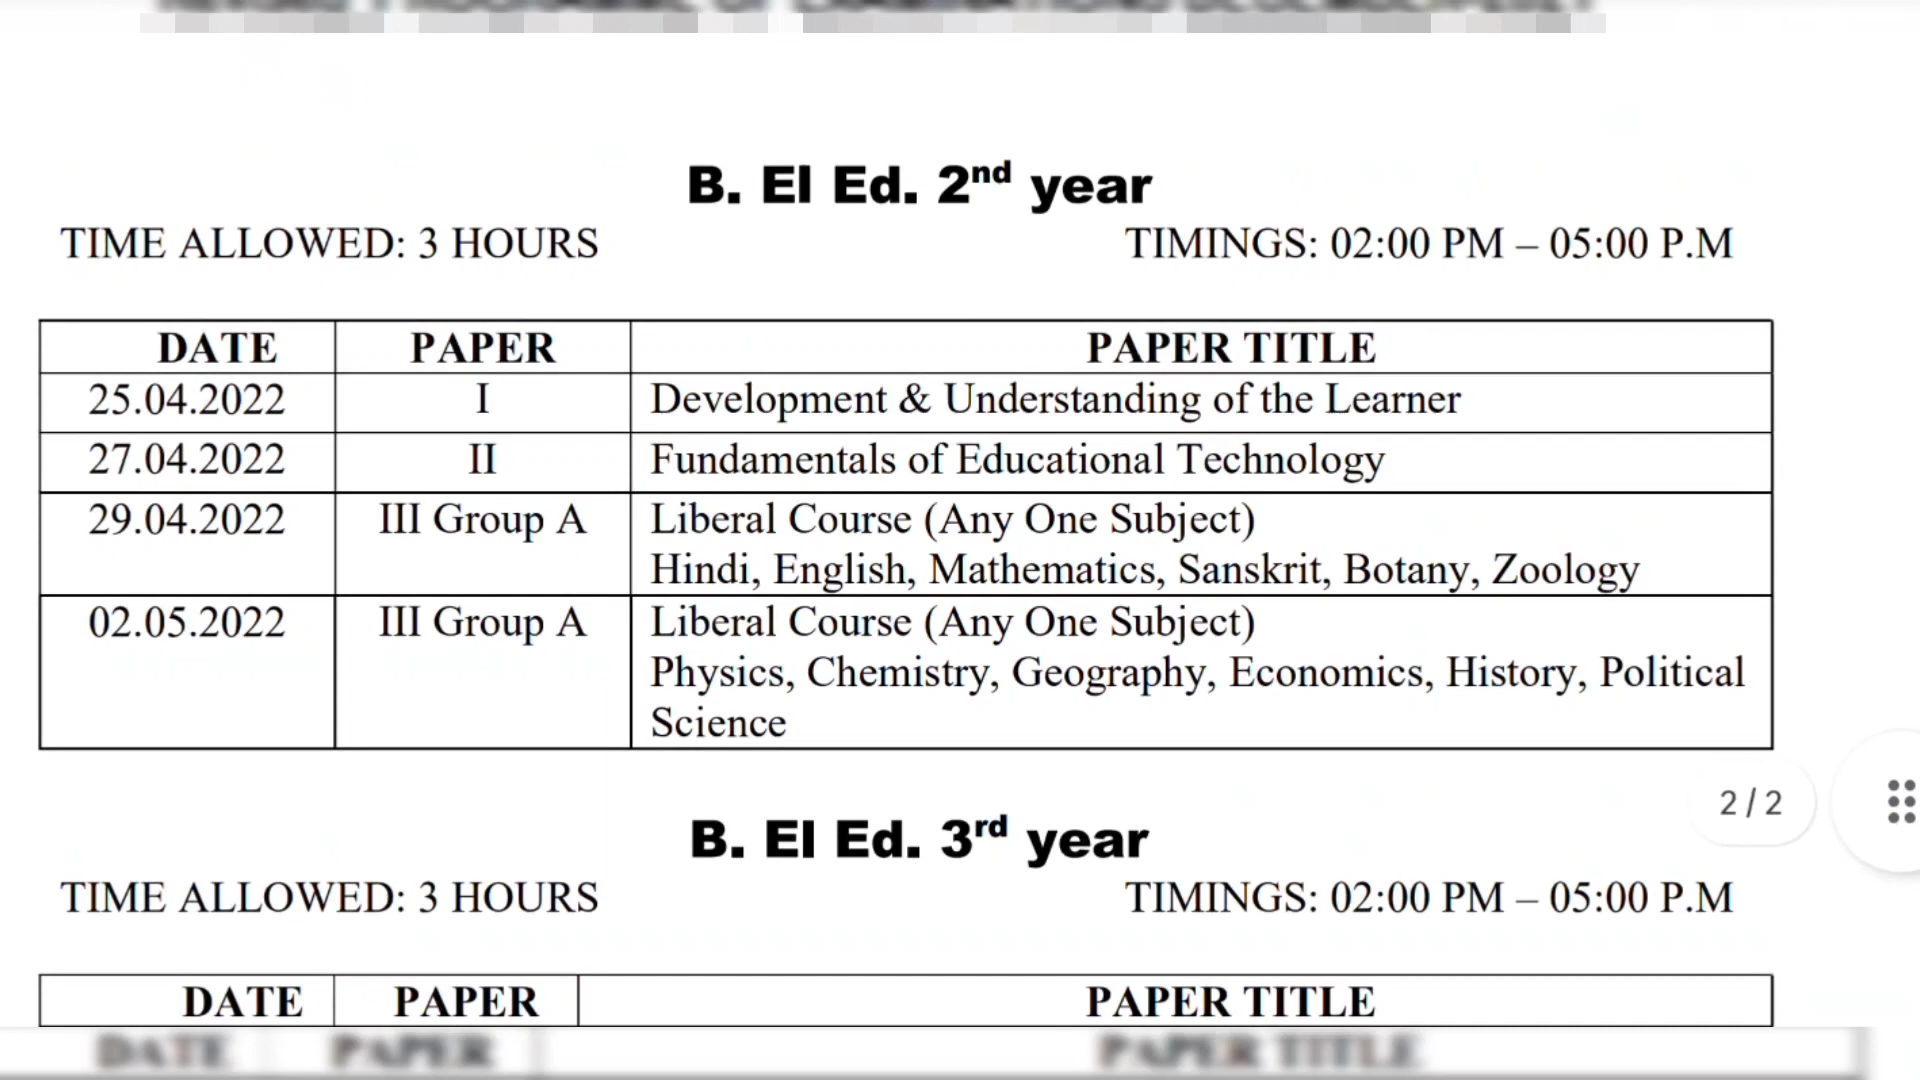 B. El Ed. 2nd year
TIME ALLOWED: 3 HOURS TIMINGS: 02:00 PM – 05:00 P.M
DATE PAPER PAPER TITLE
25.04.2022 I Development & Understanding of the Learner
27.04.2022 II Fundamentals of Educational Technology
29.04.2022 III Group A Liberal Course (Any One Subject)
Hindi, English, Mathematics, Sanskrit, Botany, Zoology
02.05.2022 III Group A Liberal Course (Any One Subject)
Physics, Chemistry, Geography, Economics, History, Political
Science
2 / 2
B. El Ed. 3rd year
TIME ALLOWED: 3 HOURS TIMINGS: 02:00 PM – 05:00 P.M
DATE PAPER PAPER TITLE
DATE PAPER PAPER TITLE